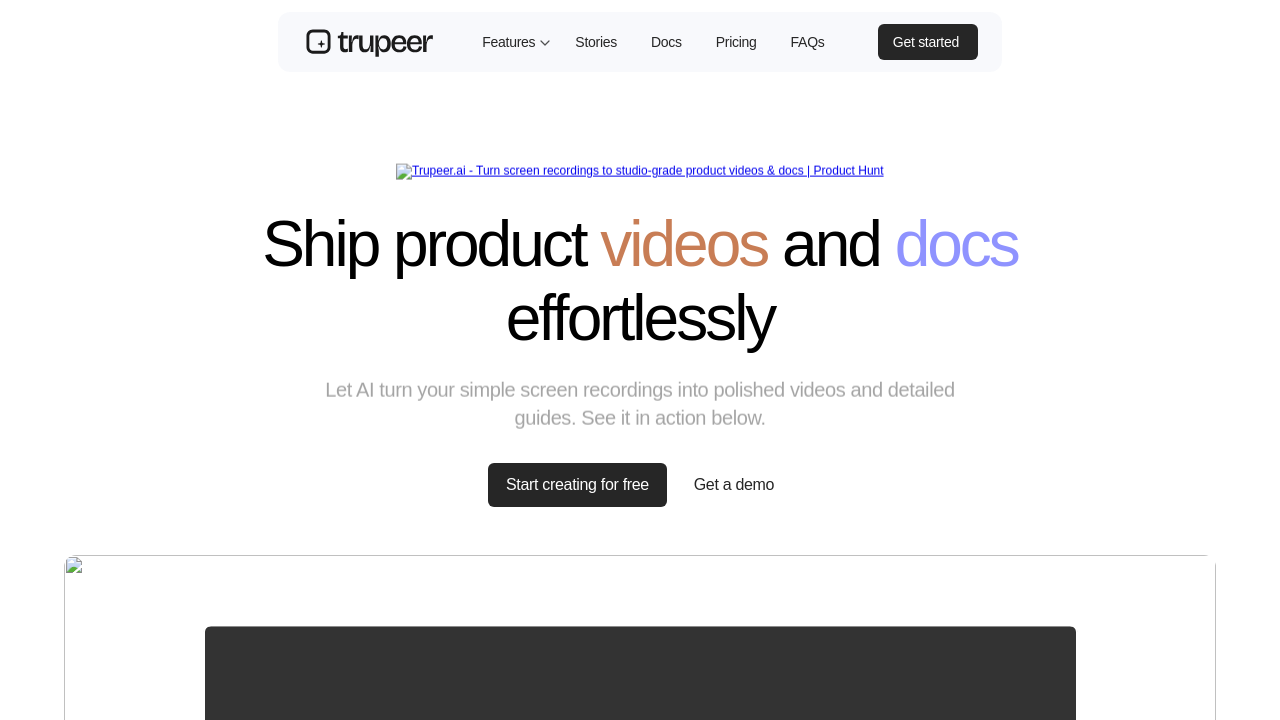 trupeer
Features
Stories
Docs
Pricing
FAQs
Get started
Trupeer.ai - Turn screen recordings to studio-grade product videos & docs | Product Hunt
Ship product videos and docs
effortlessly
Let AI turn your simple screen recordings into polished videos and detailed
guides. See it in action below.
Start creating for free
Get a demo